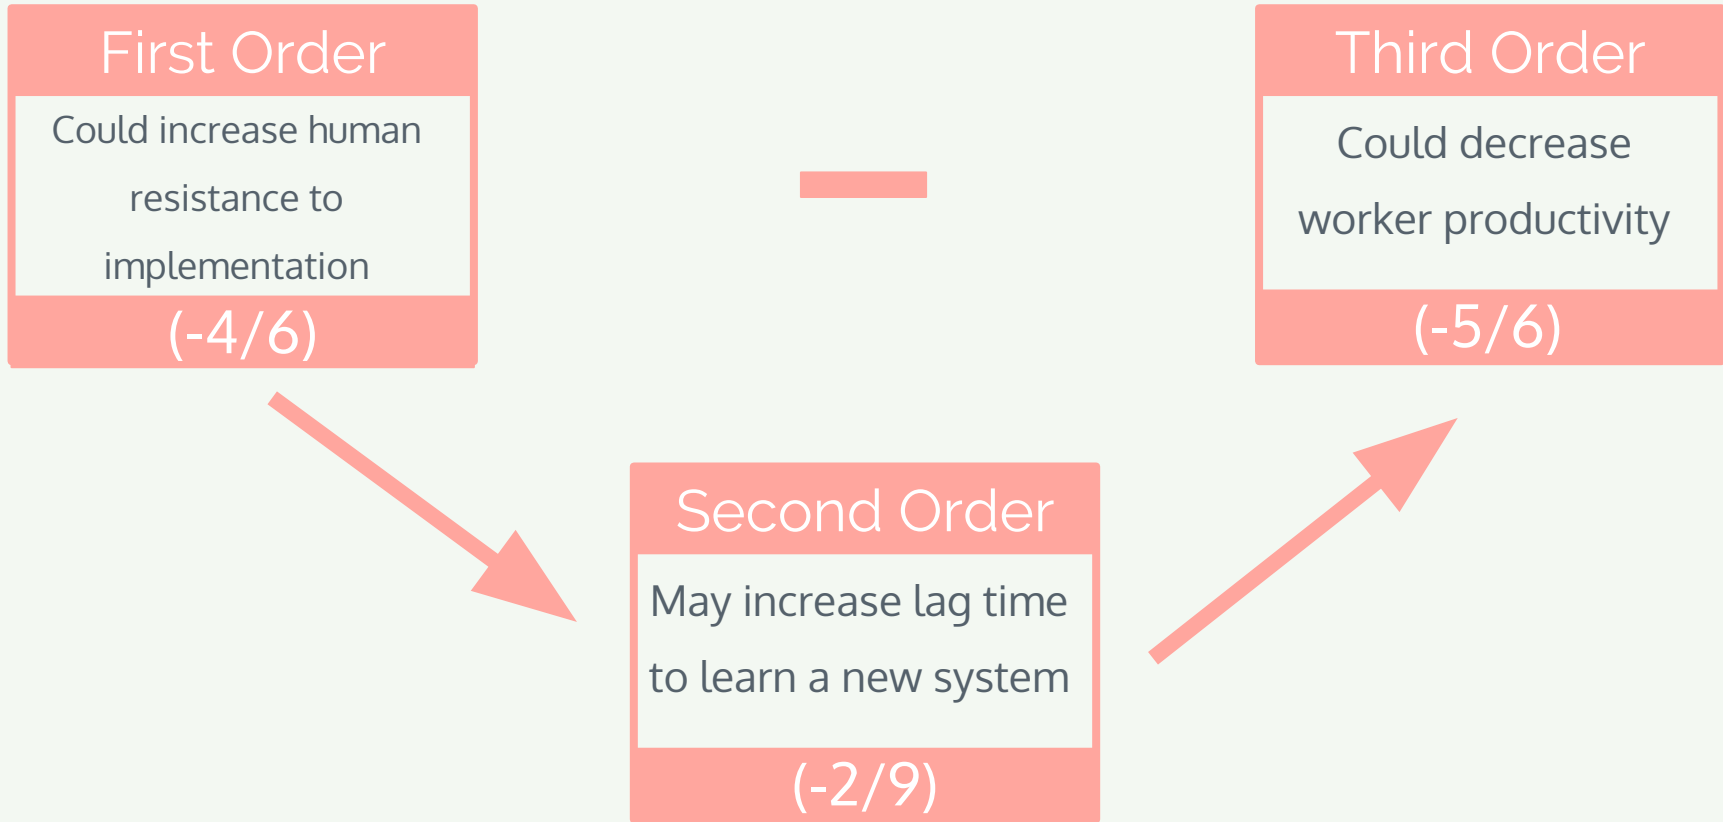 First Order
Could increase human
resistance to
implementation
(-4/6)
Second Order
May increase lag time
to learn a new system
(-2/9)
Third Order
Could decrease
worker productivity
(-5/6)